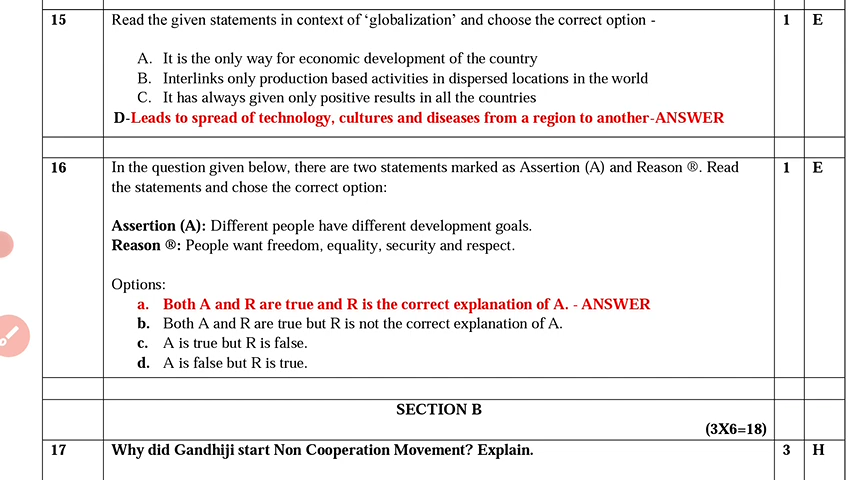 15 Read the given statements in context of ‘globalization’ and choose the correct option - 1 E
A. It is the only way for economic development of the country
B. Interlinks only production based activities in dispersed locations in the world
C. It has always given only positive results in all the countries
D-Leads to spread of technology, cultures and diseases from a region to another-ANSWER
16 In the question given below, there are two statements marked as Assertion (A) and Reason ®. Read 1 E
the statements and chose the correct option:
Assertion (A): Different people have different development goals.
Reason ®: People want freedom, equality, security and respect.
Options:
a. Both A and R are true and R is the correct explanation of A. - ANSWER
b. Both A and R are true but R is not the correct explanation of A.
c. A is true but R is false.
d. A is false but R is true.
SECTION B
(3X6=18)
17 Why did Gandhiji start Non Cooperation Movement? Explain. 3 H